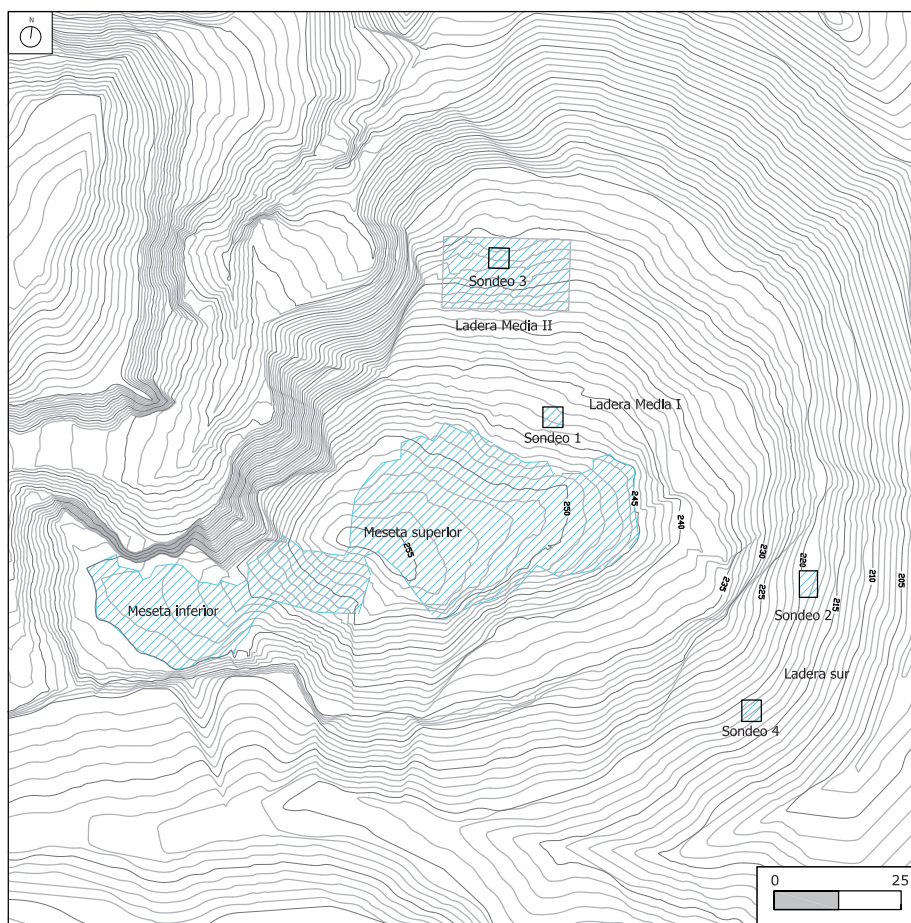 N
Sondeo 3
Ladera Media II
Ladera Media I
Sondeo 1
245
250
240
Meseta superior
255
230
220
235
225
215
210
205
Meseta inferior
Sondeo 2
Ladera sur
Sondeo 4
0 25